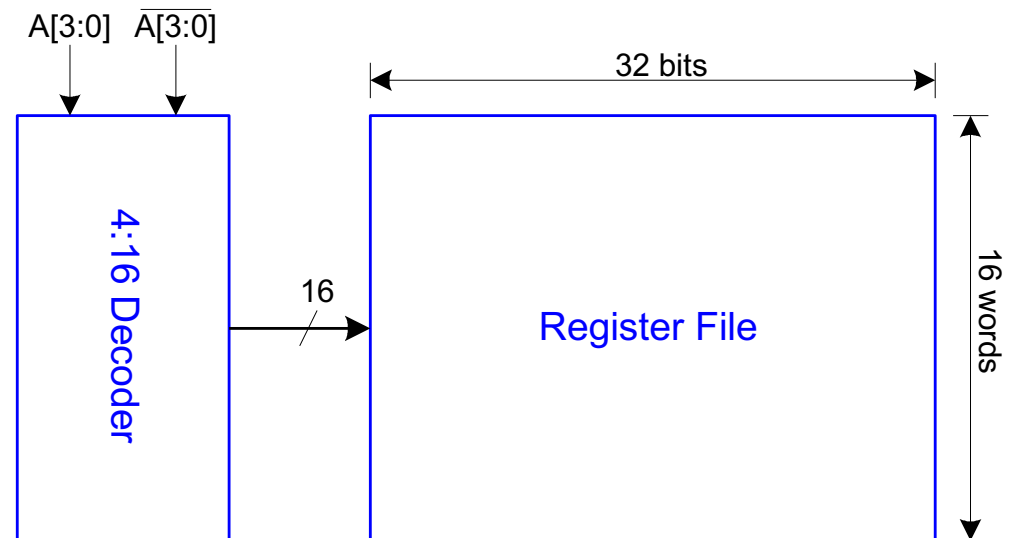 A[3:0] A[3:0]
32 bits
4:16 Decoder
16
Register File
16 words